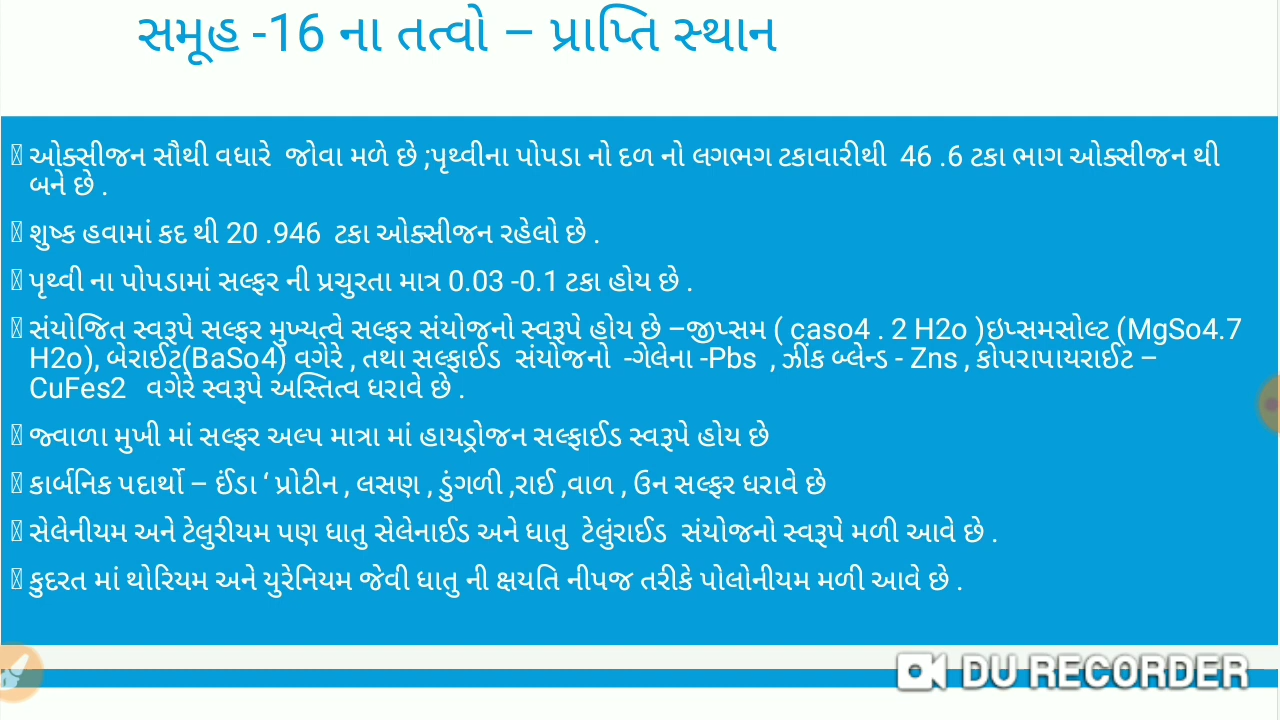 સમૂહ -16 ના તત્વો – પ્રાપ્તિ સ્થાન
ઓક્સીજન સૌથી વધારે જોવા મળે છે ;પૃથ્વીના પોપડા નો દળ નો લગભગ ટકાવારીથી 46 .6 ટકા ભાગ ઓક્સીજન થી
બને છે .
શુષ્ક હવામાં કદ થી 20 .946 ટકા ઓક્સીજન રહેલો છે .
પૃથ્વી ના પોપડામાં સલ્ફર ની પ્રચુરતા માત્ર 0.03 -0.1 ટકા હોય છે .
સંયોજિત સ્વરૂપે સલ્ફર મુખ્યત્વે સલ્ફર સંયોજનો સ્વરૂપે હોય છે –જીપ્સમ ( caso4 . 2 H2o )ઇપ્સમસોલ્ટ (MgSo4.7
H2o), બેરાઈટ(BaSo4) વગેરે , તથા સલ્ફાઈડ સંયોજનો -ગેલેના -Pbs , ઝીંક બ્લેન્ડ - Zns , કોપરાપાયરાઈટ –
CuFes2 વગેરે સ્વરૂપે અસ્તિત્વ ધરાવે છે .
જ્વાળા મુખી માં સલ્ફર અલ્પ માત્રા માં હાયડ્રોજન સલ્ફાઈડ સ્વરૂપે હોય છે
કાર્બનિક પદાર્થો – ઈંડા ‘ પ્રોટીન , લસણ , ડુંગળી ,રાઈ ,વાળ , ઉન સલ્ફર ધરાવે છે
સેલેનીયમ અને ટેલુરીયમ પણ ધાતુ સેલેનાઈડ અને ધાતુ ટેલુંરાઈડ સંયોજનો સ્વરૂપે મળી આવે છે .
કુદરત માં થોરિયમ અને યુરેનિયમ જેવી ધાતુ ની ક્ષયતિ નીપજ તરીકે પોલોનીયમ મળી આવે છે .
DU RECORDER